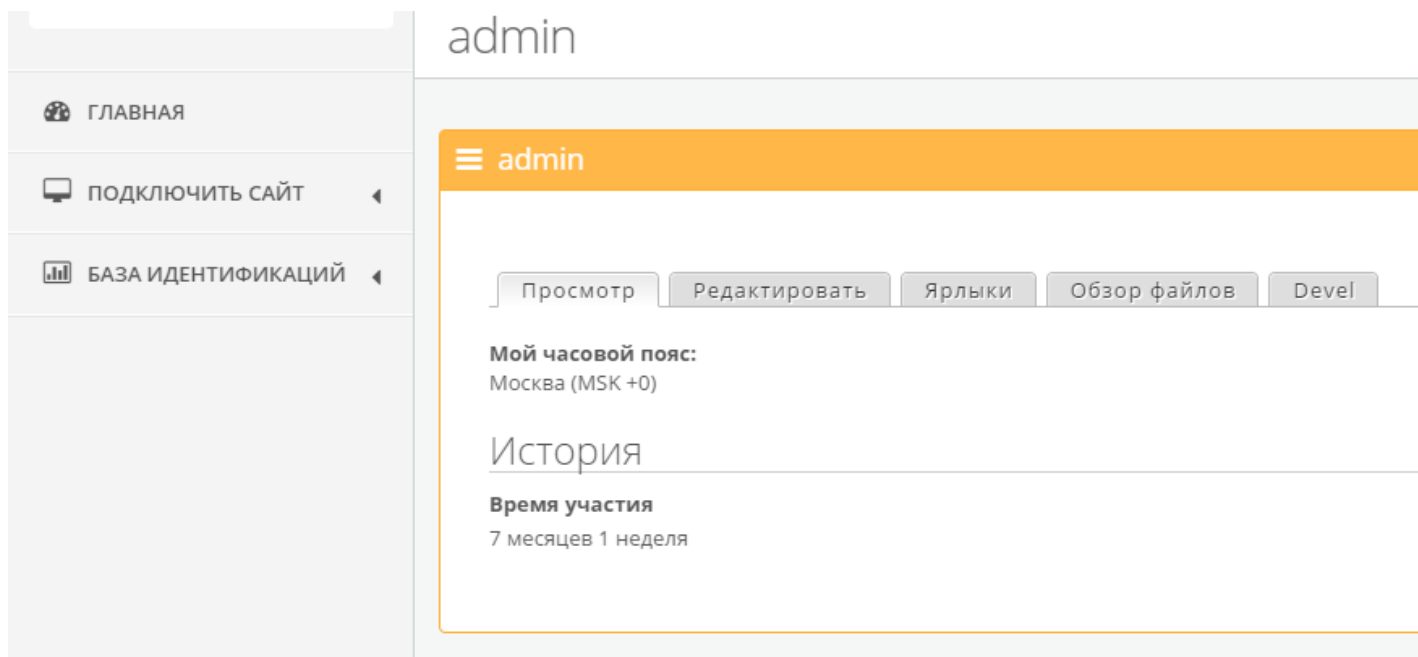 admin
ГЛАВНАЯ
ПОДКЛЮЧИТЬ САЙТ
БАЗА ИДЕНТИФИКАЦИЙ
admin
Просмотр Редактировать Ярлыки Обзор файлов Devel
Мой часовой пояс:
Москва (MSK +0)
История
Время участия
7 месяцев 1 неделя